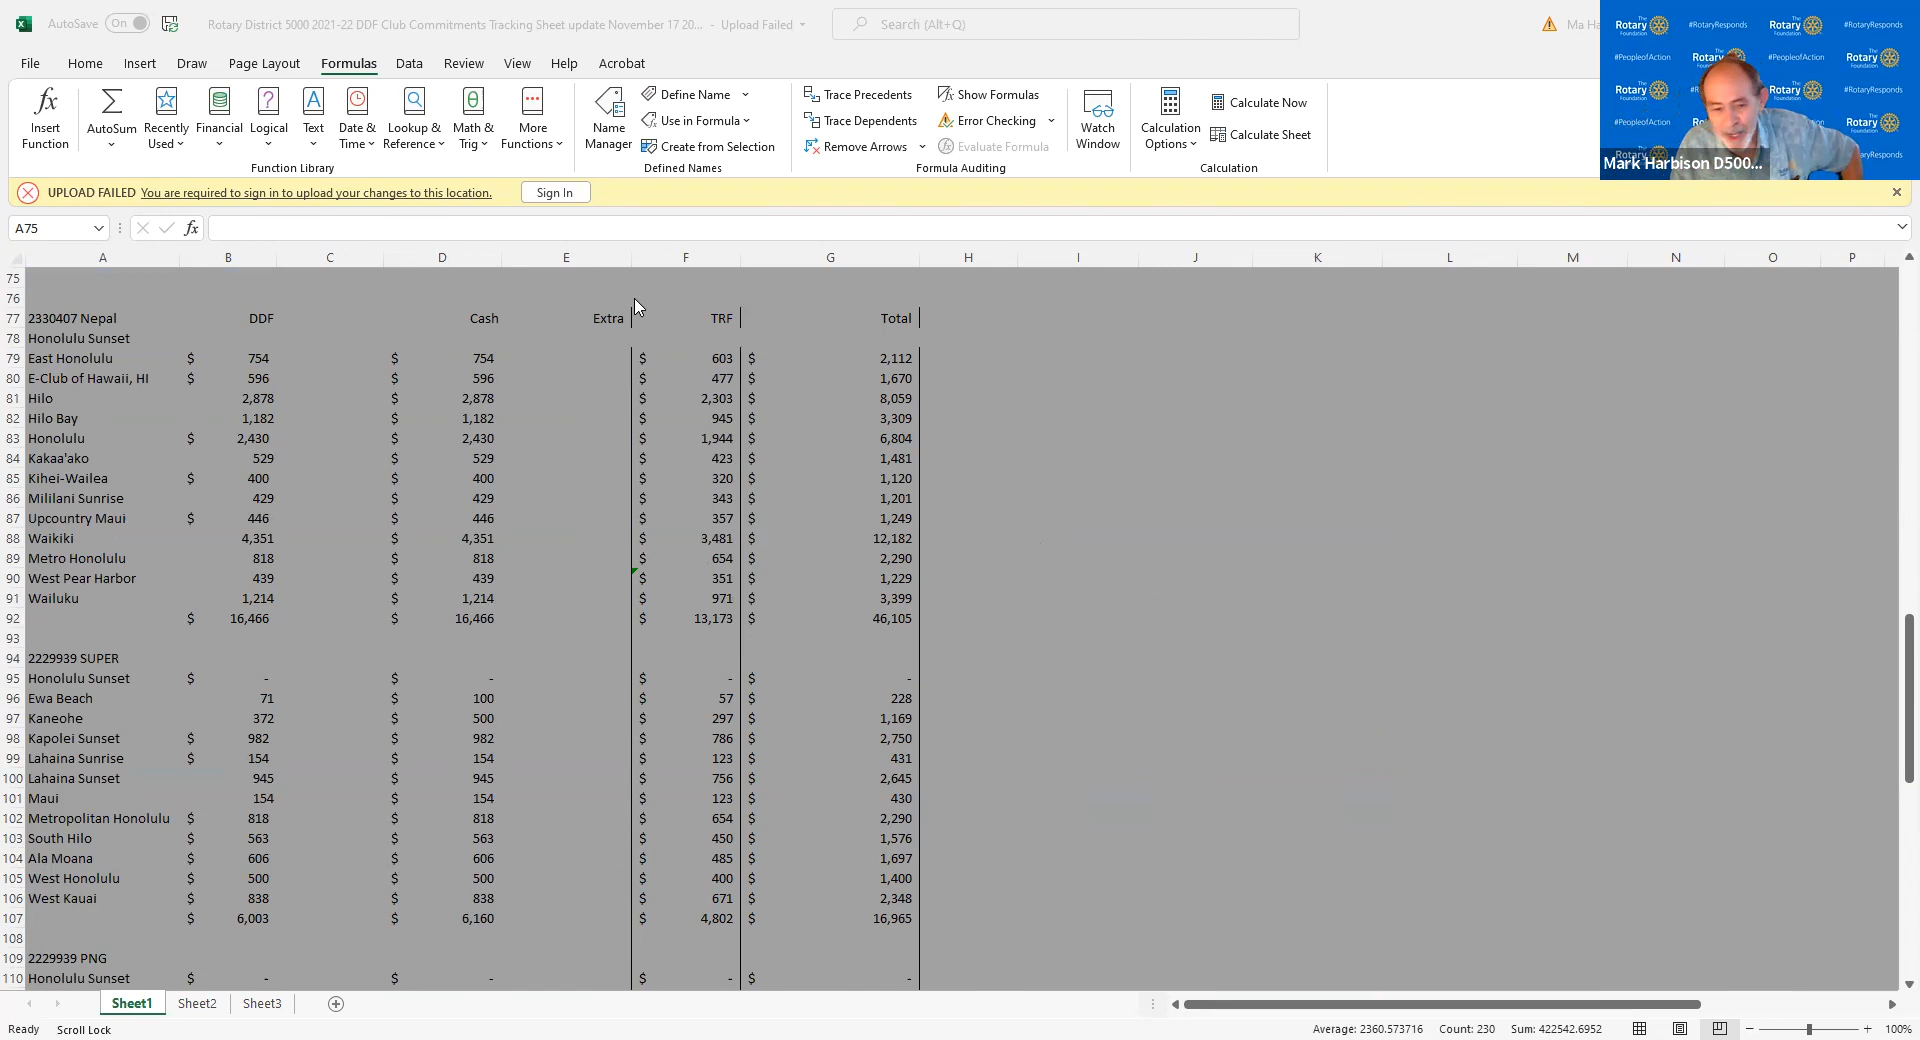 AutoSave On Rotary District 5000 2021-22 DDF Club Commitments Tracking Sheet update November 17 20... - Upload Failed Search (Alt+Q) Ma Ha
File Home Insert Draw Page Layout Formulas Data Review View Help Acrobat
Insert Function
AutoSum
Recently Used
Financial
Logical
Text
Date & Time
Lookup & Reference
Math & Trig
More Functions
Function Library
Name Manager
Define Name
Use in Formula
Create from Selection
Defined Names
Trace Precedents
Trace Dependents
Remove Arrows
Show Formulas
Error Checking
Evaluate Formula
Formula Auditing
Watch Window
Calculation Options
Calculate Now
Calculate Sheet
Calculation
The Rotary Foundation #RotaryResponds The Rotary Foundation #RotaryResponds
#PeopleofAction The Rotary #PeopleofAction The Rotary Foundation
The Rotary Foundation #R Rotary #RotaryResponds
#PeopleofAction Rotary Foundation
Responds
Mark Harbison D500...
UPLOAD FAILED You are required to sign in to upload your changes to this location. Sign In
A75 fx
A B C D E F G H I J K L M N O P
75
76
77 2330407 Nepal DDF Cash Extra TRF Total
78 Honolulu Sunset
79 East Honolulu $ 754 $ 754 $ 603 $ 2,112
80 E-Club of Hawaii, HI $ 596 $ 596 $ 477 $ 1,670
81 Hilo 2,878 $ 2,878 $ 2,303 $ 8,059
82 Hilo Bay 1,182 $ 1,182 $ 945 $ 3,309
83 Honolulu $ 2,430 $ 2,430 $ 1,944 $ 6,804
84 Kakaa'ako 529 $ 529 $ 423 $ 1,481
85 Kihei-Wailea $ 400 $ 400 $ 320 $ 1,120
86 Mililani Sunrise 429 $ 429 $ 343 $ 1,201
87 Upcountry Maui $ 446 $ 446 $ 357 $ 1,249
88 Waikiki 4,351 $ 4,351 $ 3,481 $ 12,182
89 Metro Honolulu 818 $ 818 $ 654 $ 2,290
90 West Pear Harbor 439 $ 439 $ 351 $ 1,229
91 Wailuku 1,214 $ 1,214 $ 971 $ 3,399
92 $ 16,466 $ 16,466 $ 13,173 $ 46,105
93
94 2229939 SUPER
95 Honolulu Sunset $ - $ - $ - $ -
96 Ewa Beach 71 $ 100 $ 57 $ 228
97 Kaneohe 372 $ 500 $ 297 $ 1,169
98 Kapolei Sunset $ 982 $ 982 $ 786 $ 2,750
99 Lahaina Sunrise $ 154 $ 154 $ 123 $ 431
100 Lahaina Sunset 945 $ 945 $ 756 $ 2,645
101 Maui 154 $ 154 $ 123 $ 430
102 Metropolitan Honolulu $ 818 $ 818 $ 654 $ 2,290
103 South Hilo $ 563 $ 563 $ 450 $ 1,576
104 Ala Moana $ 606 $ 606 $ 485 $ 1,697
105 West Honolulu $ 500 $ 500 $ 400 $ 1,400
106 West Kauai $ 838 $ 838 $ 671 $ 2,348
107 $ 6,003 $ 6,160 $ 4,802 $ 16,965
108
109 2229939 PNG
110 Honolulu Sunset $ - $ - $ - $ -
Sheet1 Sheet2 Sheet3
Ready Scroll Lock Average: 2360.573716 Count: 230 Sum: 422542.6952 100%